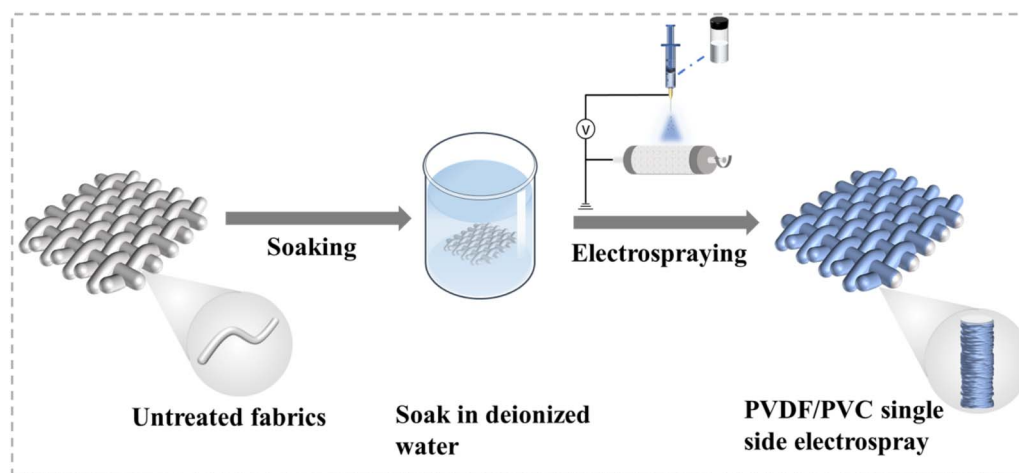 V
Soaking
Electrospraying
Untreated fabrics
Soak in deionized
water
PVDF/PVC single
side electrospray